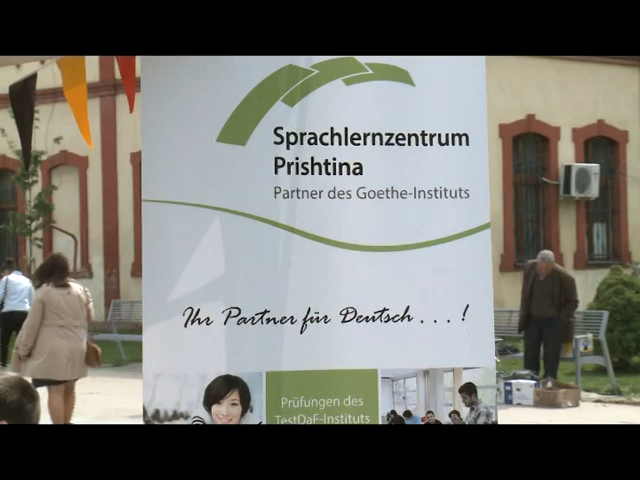 Sprachlernzentrum
Prishtina
Partner des Goethe-Instituts
Ihr Partner für Deutsch . . . !
Prüfungen des
TestDaF-Instituts